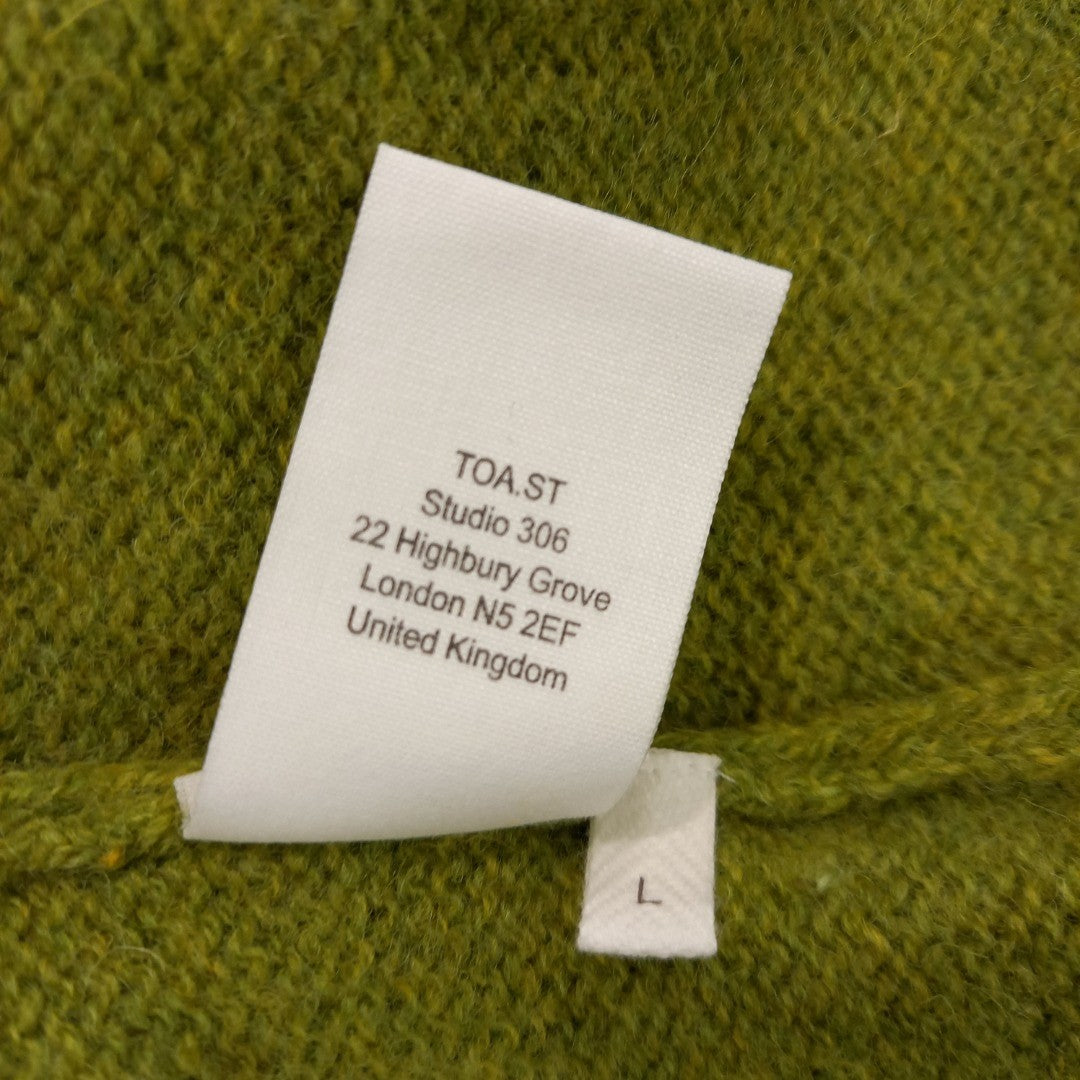 TOA.ST
Studio 306
22 Highbury Grove
London N5 2EF
United Kingdom
L